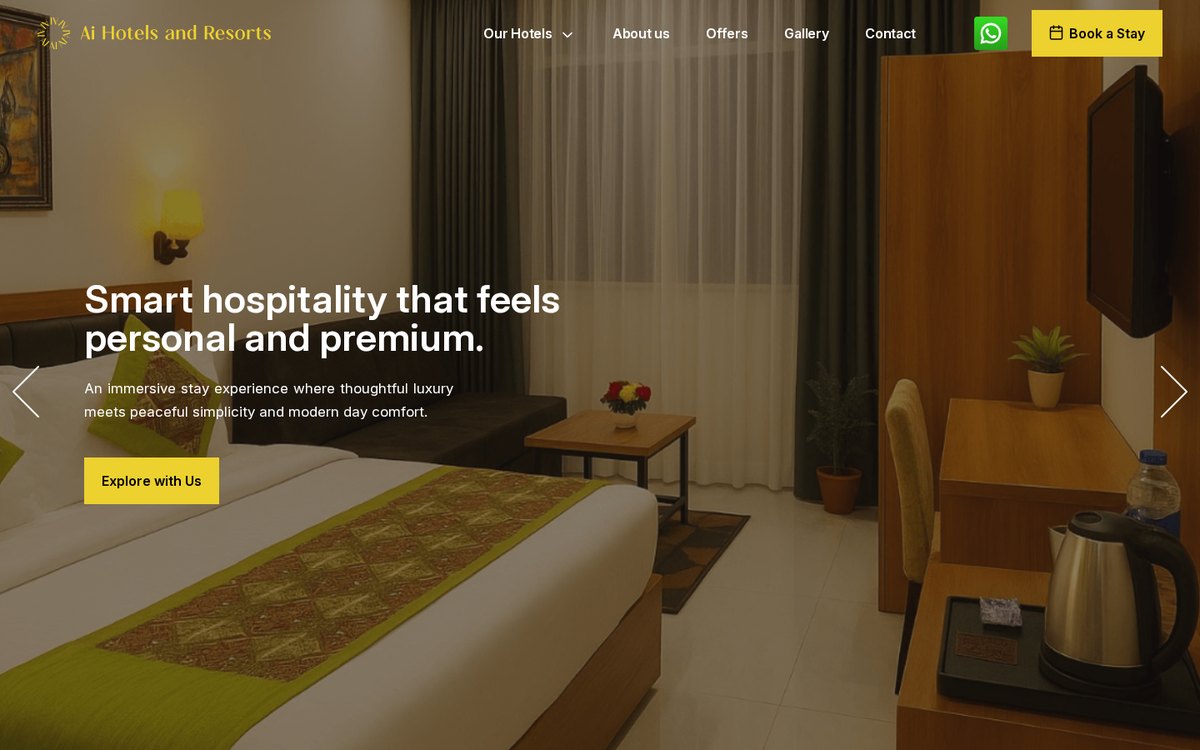 Ai Hotels and Resorts
Our Hotels
About us
Offers
Gallery
Contact
Book a Stay
Smart hospitality that feels
personal and premium.
An immersive stay experience where thoughtful luxury
meets peaceful simplicity and modern day comfort.
Explore with Us